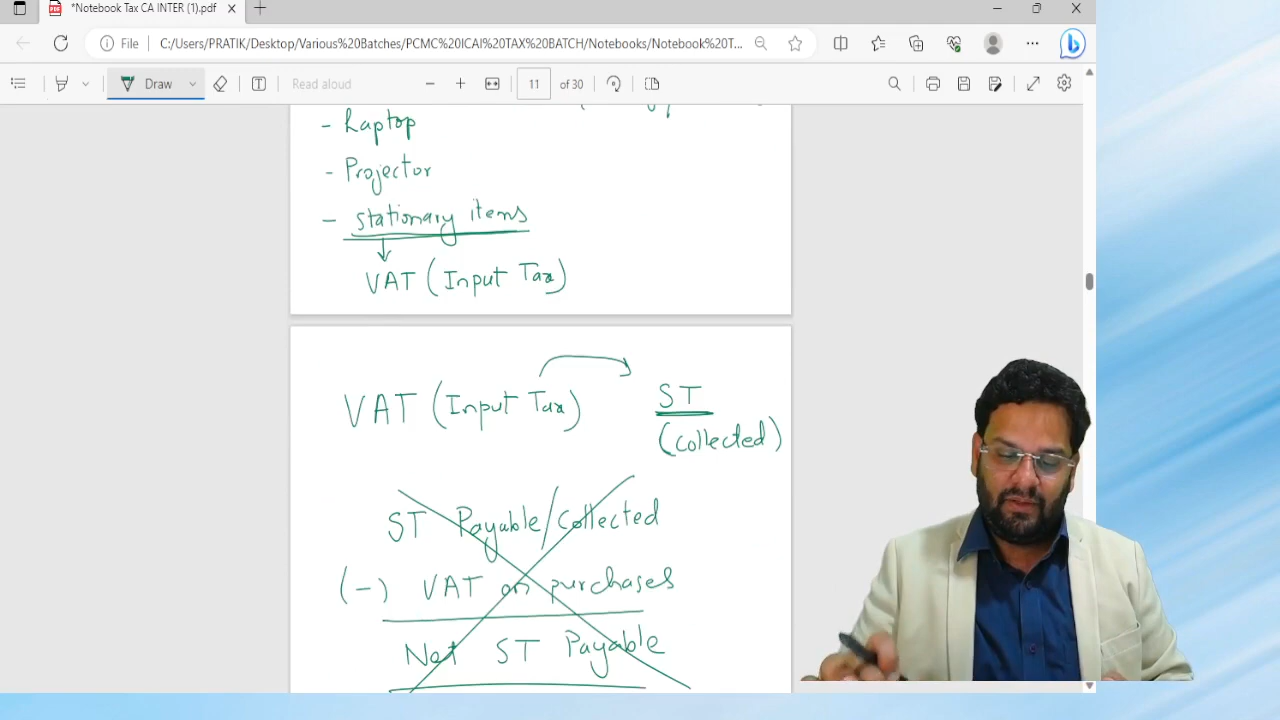 *Notebook Tax CA INTER (1).pdf
File
C:/Users/PRATIK/Desktop/Various%20Batches/PCMC%20ICAI%20TAX%20BATCH/Notebooks/Notebook%20T...
Draw
Read aloud
11
of 30
- Laptop
- Projector
- stationary items
VAT (Input Tax)
VAT (Input Tax)
ST
(collected)
ST Payable/Collected
(-) VAT on purchases
Net ST Payable